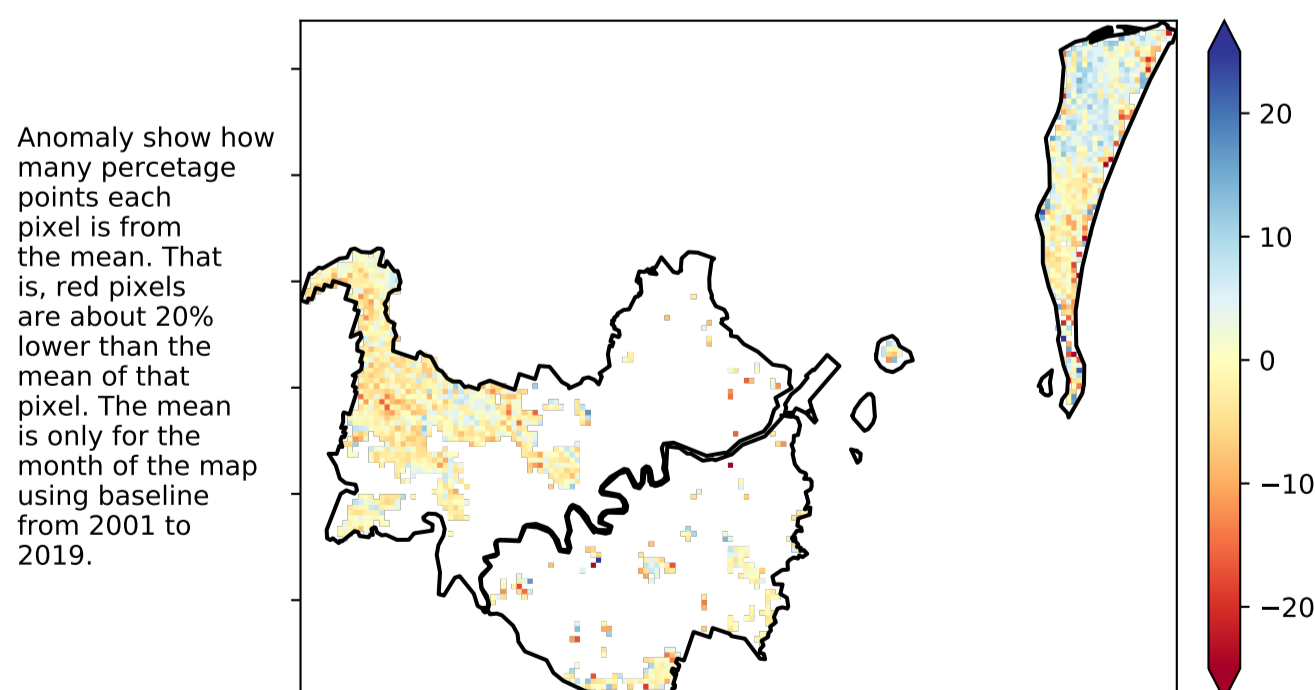 Anomaly show how
many percetage
points each
pixel is from
the mean. That
is, red pixels
are about 20%
lower than the
mean of that
pixel. The mean
is only for the
month of the map
using baseline
from 2001 to
2019.
20
10
0
−10
−20